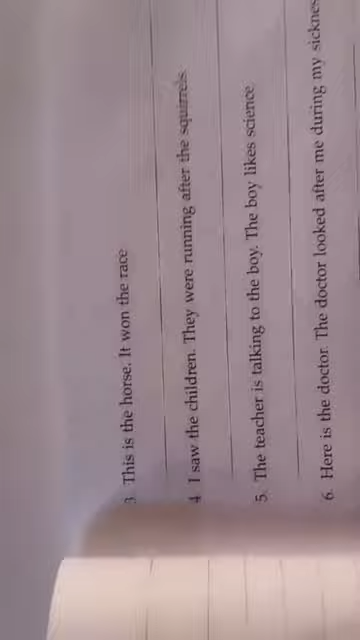 3 This is the horse. It won the race
4 I saw the children. They were running after the squirrels
5. The teacher is talking to the boy. The boy likes science
6. Here is the doctor. The doctor looked after me during my